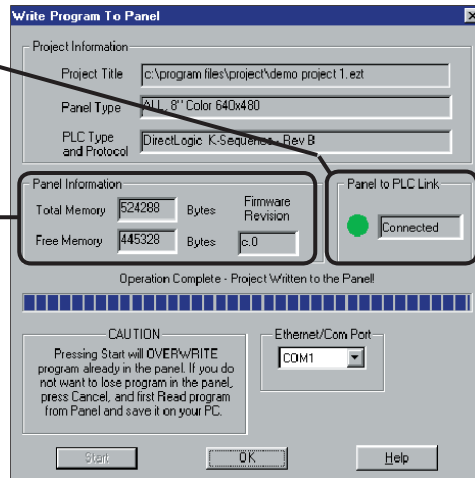 Write Program To Panel
Project Information
Project Title c:\program files\project\demo project 1.ezt
Panel Type ALL, 8" Color 640x480
PLC Type and Protocol DirectLogic K-Sequence - Rev B
Panel Information
Total Memory 524288 Bytes
Firmware Revision
Free Memory 445328 Bytes c.0
Panel to PLC Link
Connected
Operation Complete - Project Written to the Panel!
CAUTION
Pressing Start will OVERWRITE
program already in the panel. If you do
not want to lose program in the panel,
press Cancel, and first Read program
from Panel and save it on your PC.
Ethernet/Com Port
COM1
Start
OK
Help